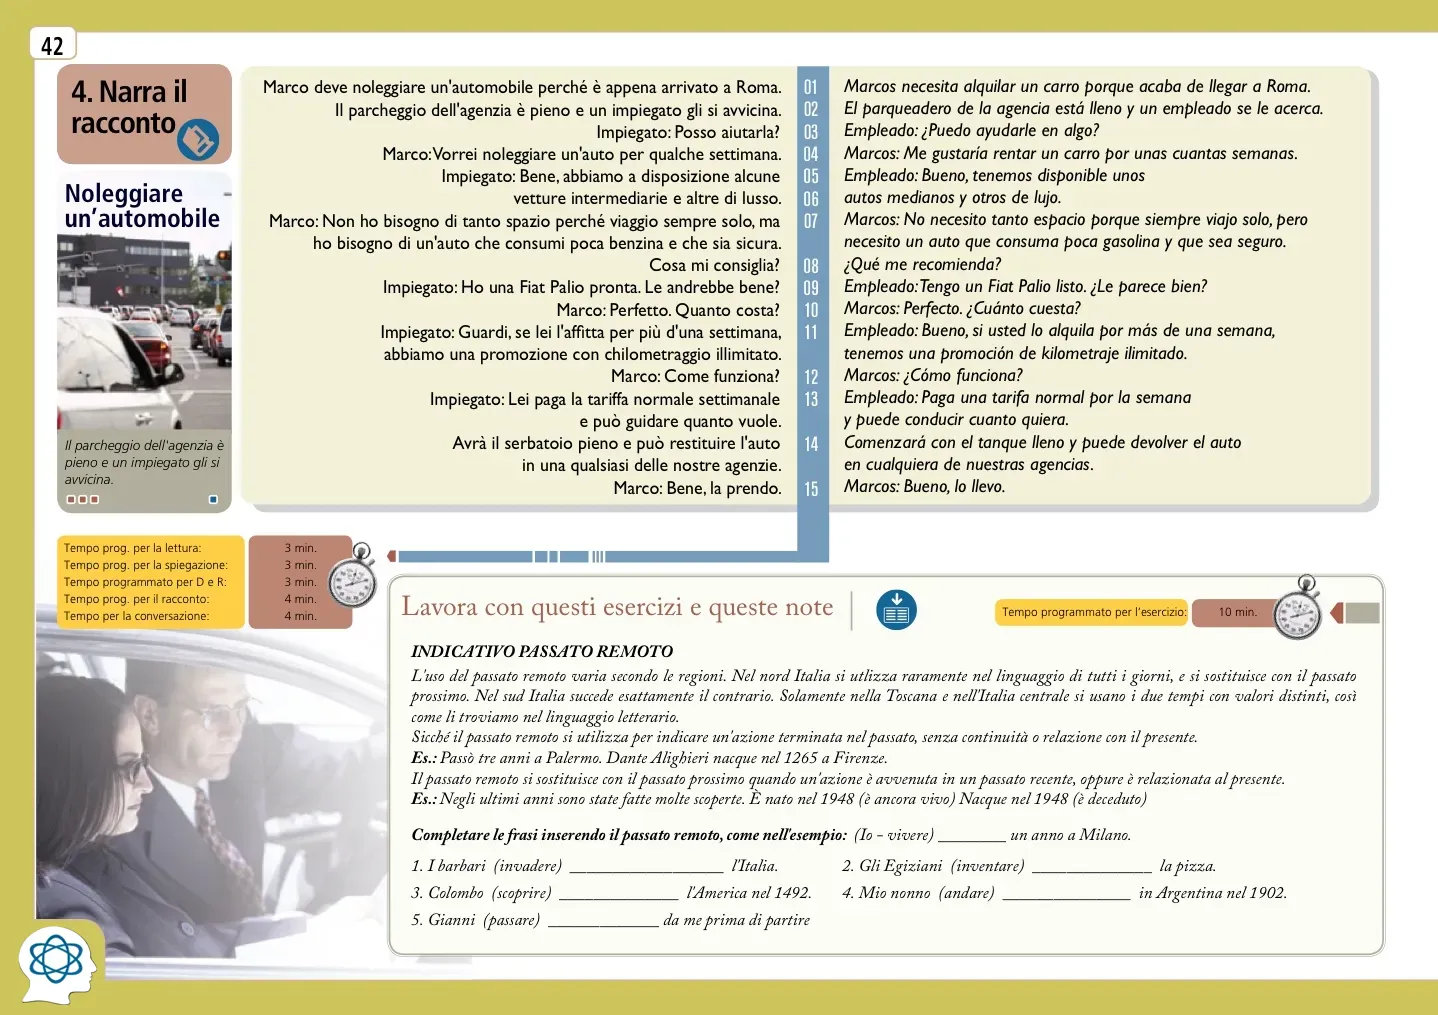 42
4. Narra il
racconto
Noleggiare
un'automobile
Il parcheggio dell'agenzia è
pieno e un impiegato gli si
avvicina.
Marco deve noleggiare un'automobile perché è appena arrivato a Roma.
Il parcheggio dell'agenzia è pieno e un impiegato gli si avvicina.
Impiegato: Posso aiutarla?
Marco:Vorrei noleggiare un'auto per qualche settimana.
Impiegato: Bene, abbiamo a disposizione alcune
vetture intermediarie e altre di lusso.
Marco: Non ho bisogno di tanto spazio perché viaggio sempre solo, ma
ho bisogno di un'auto che consumi poca benzina e che sia sicura.
Cosa mi consiglia?
Impiegato: Ho una Fiat Palio pronta. Le andrebbe bene?
Marco: Perfetto. Quanto costa?
Impiegato: Guardi, se lei l'affitta per più d'una settimana,
abbiamo una promozione con chilometraggio illimitato.
Marco: Come funziona?
Impiegato: Lei paga la tariffa normale settimanale
e può guidare quanto vuole.
Avrà il serbatoio pieno e può restituire l'auto
in una qualsiasi delle nostre agenzie.
Marco: Bene, la prendo.
01
02
03
04
05
06
07
08
09
10
11
12
13
14
15
Marcos necesita alquilar un carro porque acaba de llegar a Roma.
El parqueadero de la agencia está lleno y un empleado se le acerca.
Empleado: ¿Puedo ayudarle en algo?
Marcos: Me gustaría rentar un carro por unas cuantas semanas.
Empleado: Bueno, tenemos disponible unos
autos medianos y otros de lujo.
Marcos: No necesito tanto espacio porque siempre viajo solo, pero
necesito un auto que consuma poca gasolina y que sea seguro.
¿Qué me recomienda?
Empleado:Tengo un Fiat Palio listo. ¿Le parece bien?
Marcos: Perfecto. ¿Cuánto cuesta?
Empleado: Bueno, si usted lo alquila por más de una semana,
tenemos una promoción de kilometraje ilimitado.
Marcos: ¿Cómo funciona?
Empleado: Paga una tarifa normal por la semana
y puede conducir cuanto quiera.
Comenzará con el tanque lleno y puede devolver el auto
en cualquiera de nuestras agencias.
Marcos: Bueno, lo llevo.
Tempo prog. per la lettura: 3 min.
Tempo prog. per la spiegazione: 3 min.
Tempo programmato per D e R: 3 min.
Tempo prog. per il racconto: 4 min.
Tempo per la conversazione: 4 min.
Lavora con questi esercizi e queste note
Tempo programmato per l'esercizio: 10 min.
INDICATIVO PASSATO REMOTO
L'uso del passato remoto varia secondo le regioni. Nel nord Italia si utlizza raramente nel linguaggio di tutti i giorni, e si sostituisce con il passato
prossimo. Nel sud Italia succede esattamente il contrario. Solamente nella Toscana e nell'Italia centrale si usano i due tempi con valori distinti, così
come li troviamo nel linguaggio letterario.
Sicché il passato remoto si utilizza per indicare un'azione terminata nel passato, senza continuità o relazione con il presente.
Es.: Passò tre anni a Palermo. Dante Alighieri nacque nel 1265 a Firenze.
Il passato remoto si sostituisce con il passato prossimo quando un'azione è avvenuta in un passato recente, oppure è relazionata al presente.
Es.: Negli ultimi anni sono state fatte molte scoperte. È nato nel 1948 (è ancora vivo) Nacque nel 1948 (è deceduto)
Completare le frasi inserendo il passato remoto, come nell'esempio: (Io - vivere) ________ un anno a Milano.
1. I barbari (invadere) __________________ l'Italia. 2. Gli Egiziani (inventare) ______________ la pizza.
3. Colombo (scoprire) ______________ l'America nel 1492. 4. Mio nonno (andare) _______________ in Argentina nel 1902.
5. Gianni (passare) _____________ da me prima di partire